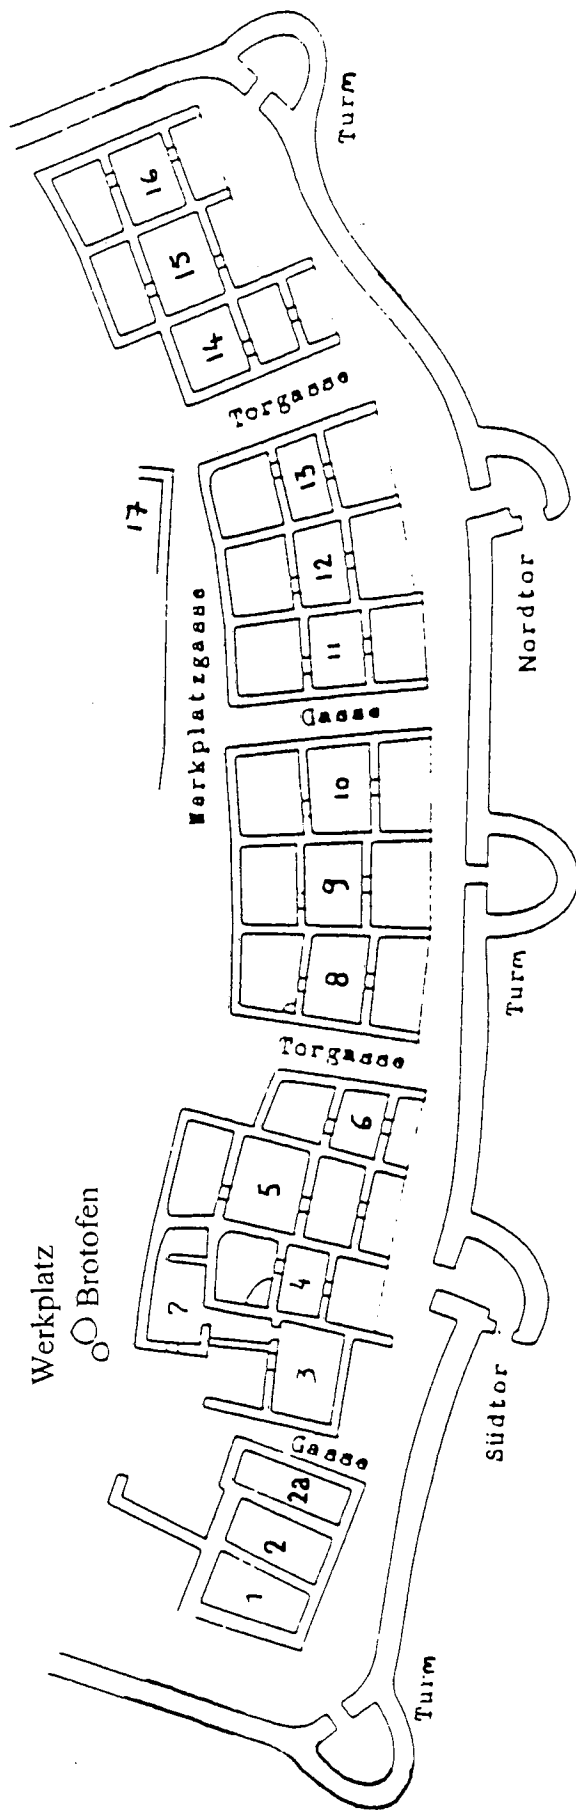 Werkplatz
Brotofen
17
Werkplatzgasse
7
16
15
14
Torgasse
1
2
2a
Gasse
3
4
5
6
Torgasse
8
9
10
Gasse
11
12
13
Turm
Südtor
Turm
Nordtor
Turm